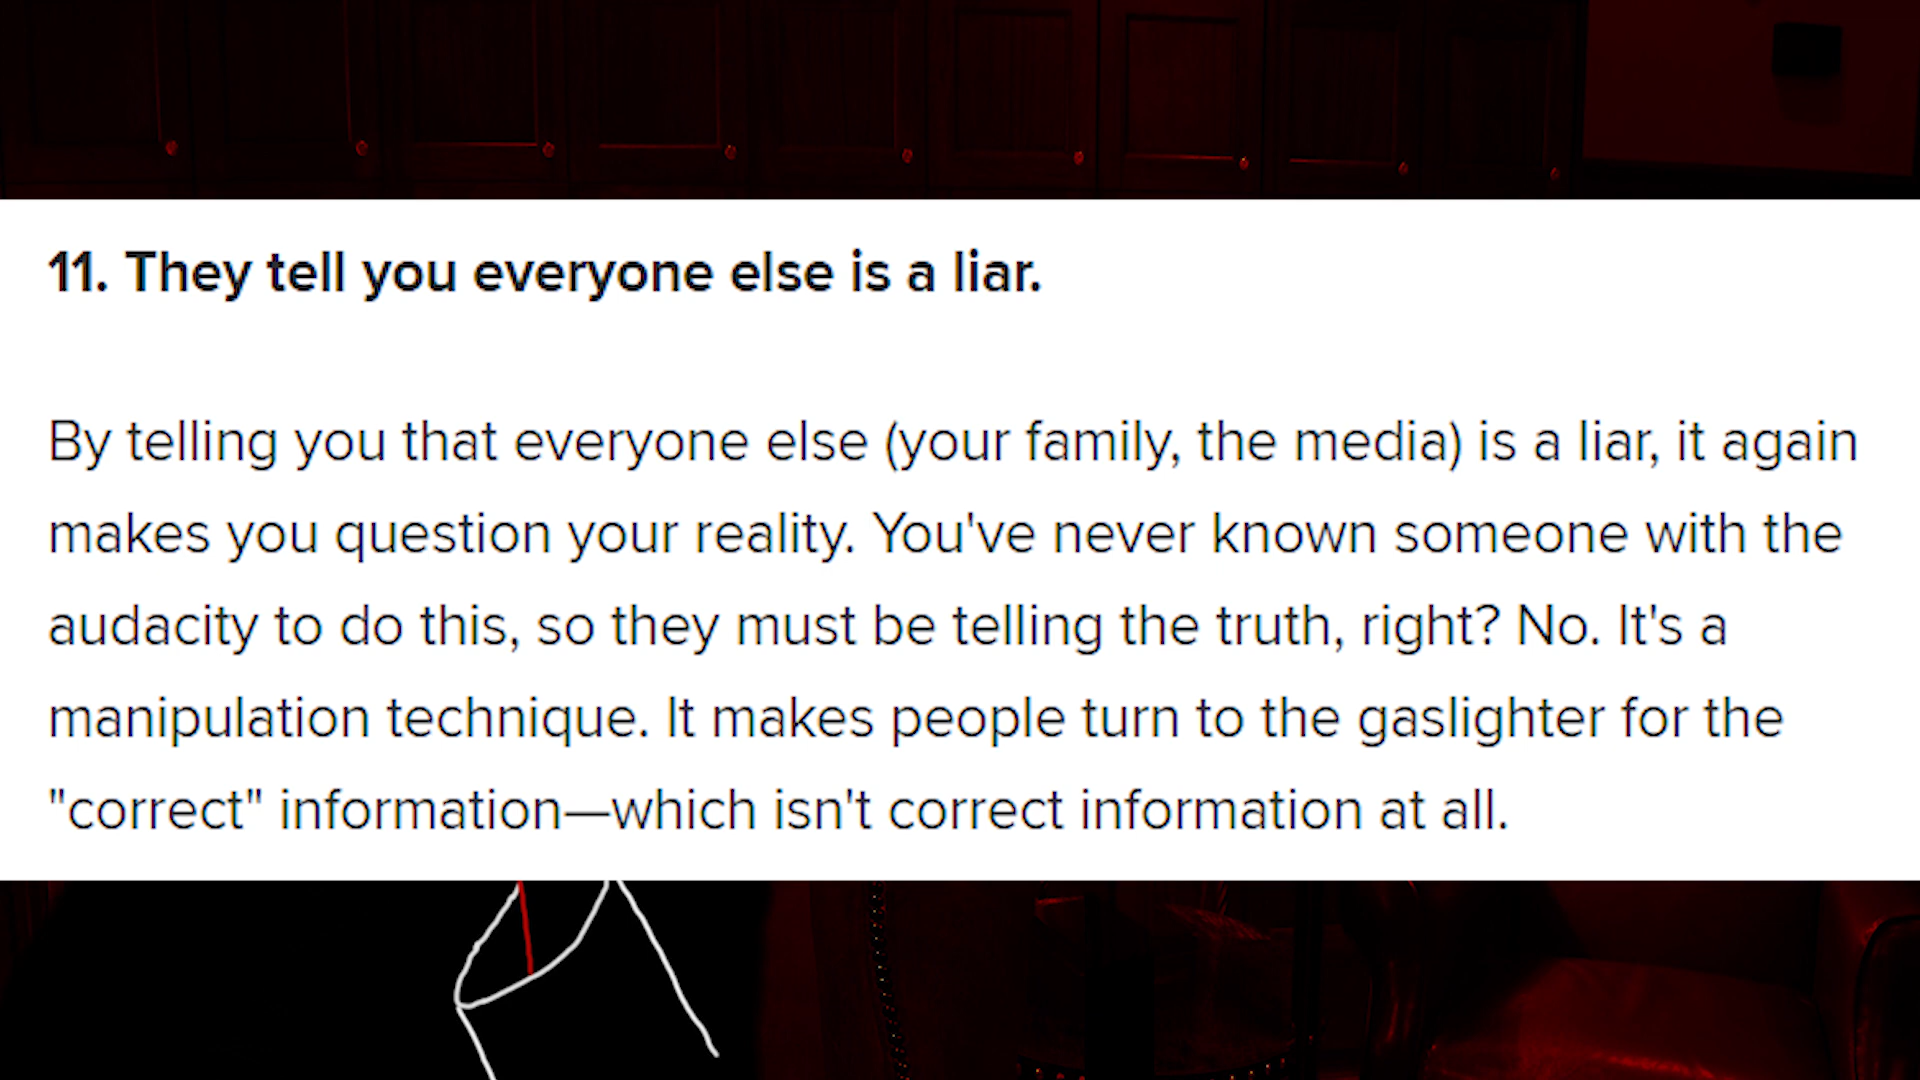 11. They tell you everyone else is a liar.
By telling you that everyone else (your family, the media) is a liar, it again
makes you question your reality. You've never known someone with the
audacity to do this, so they must be telling the truth, right? No. It's a
manipulation technique. It makes people turn to the gaslighter for the
"correct" information—which isn't correct information at all.